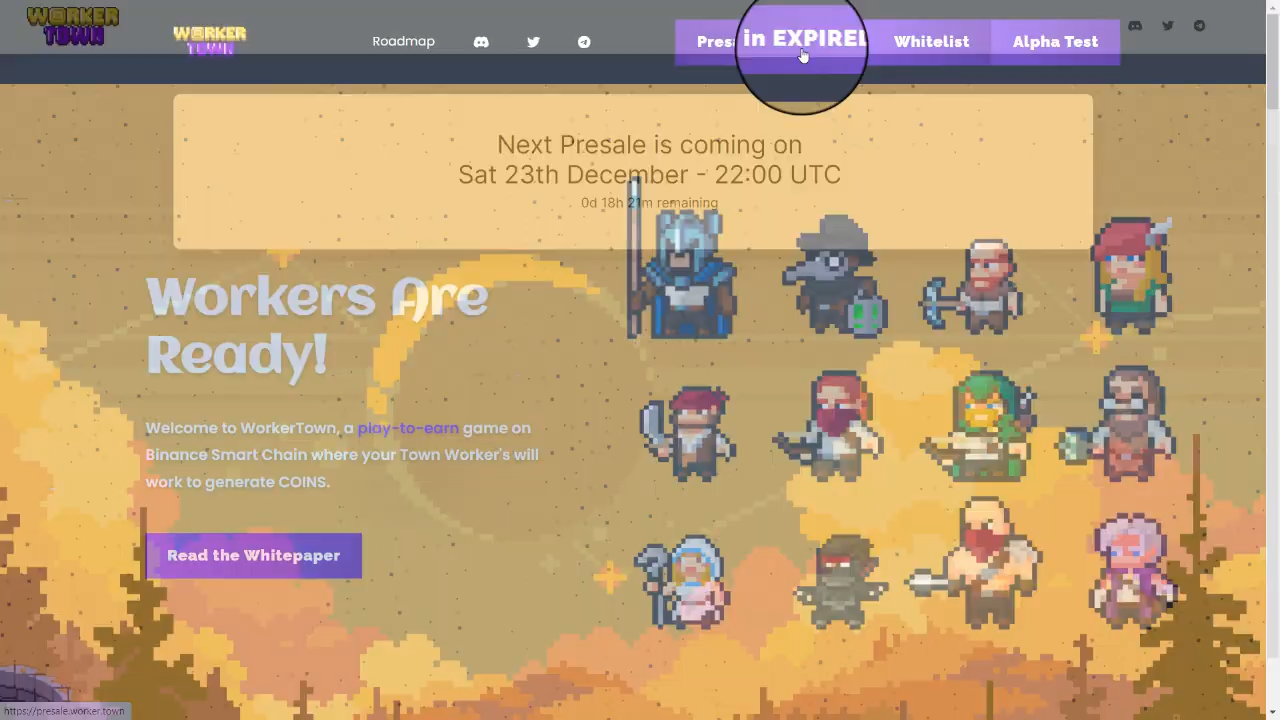 WORKER
TOWN
WORKER
TOWN
Roadmap
Pres
in EXPIRE
Whitelist
Alpha Test
Next Presale is coming on
Sat 23th December - 22:00 UTC
0d 18h 21m remaining
Workers Are
Ready!
Welcome to WorkerTown, a play-to-earn game on
Binance Smart Chain where your Town Worker's will
work to generate COINS.
Read the Whitepaper
https://presale.worker.town